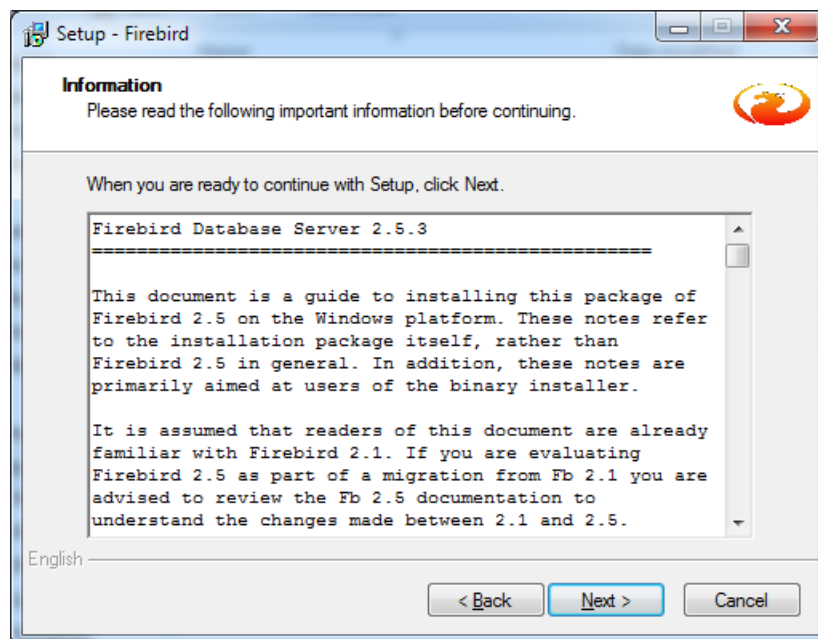 Setup - Firebird
Information
Please read the following important information before continuing.
When you are ready to continue with Setup, click Next.
Firebird Database Server 2.5.3
==================================================
This document is a guide to installing this package of
Firebird 2.5 on the Windows platform. These notes refer
to the installation package itself, rather than
Firebird 2.5 in general. In addition, these notes are
primarily aimed at users of the binary installer.
It is assumed that readers of this document are already
familiar with Firebird 2.1. If you are evaluating
Firebird 2.5 as part of a migration from Fb 2.1 you are
advised to review the Fb 2.5 documentation to
understand the changes made between 2.1 and 2.5.
English
< Back
Next >
Cancel